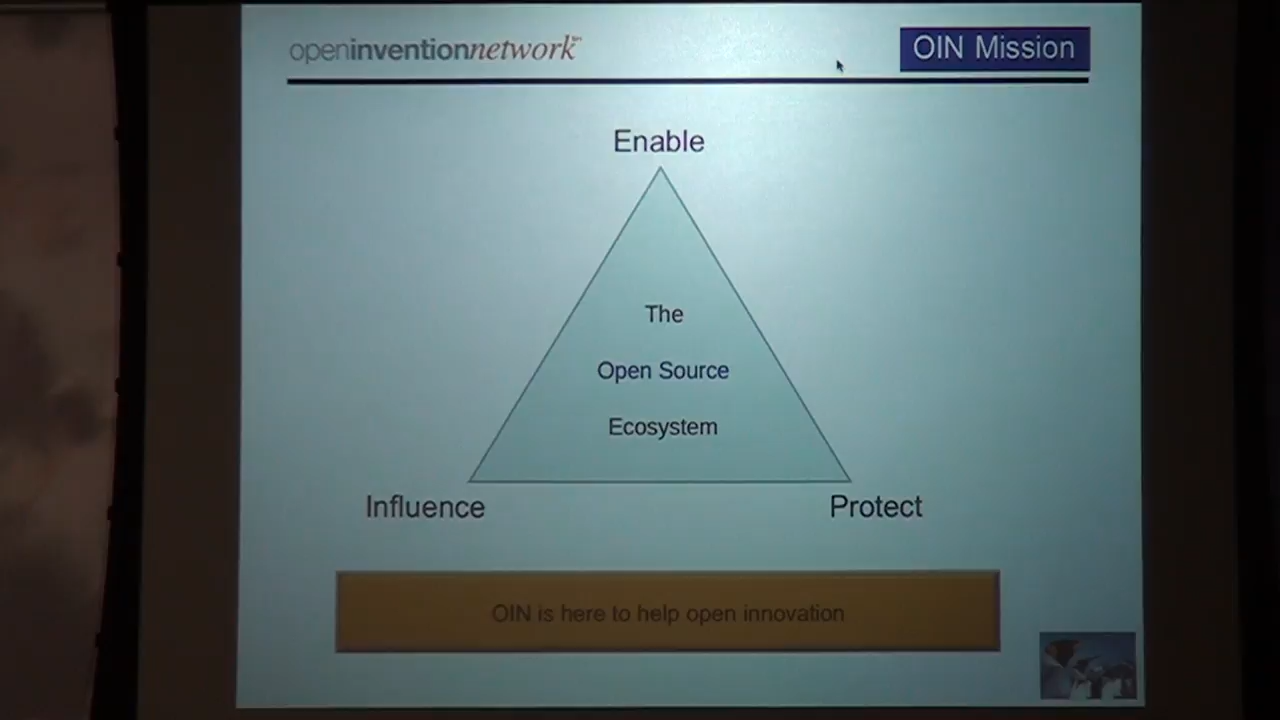 openinventionnetwork
OIN Mission
Enable
The
Open Source
Ecosystem
Influence
Protect
OIN is here to help open innovation